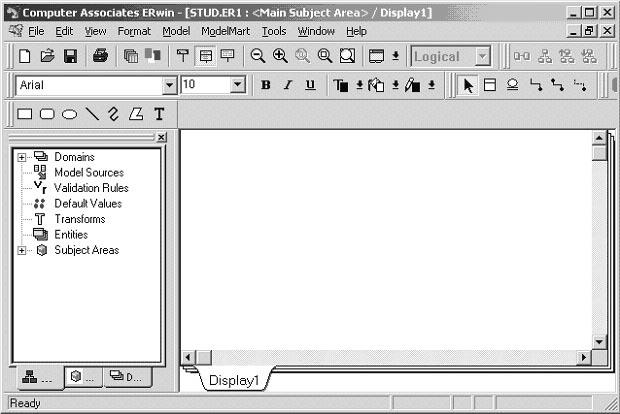 Computer Associates ERwin - [STUD.ER1 : <Main Subject Area> / Display1]
File Edit View Format Model ModelMart Tools Window Help
Logical
Arial 10 B I U T
T
Domains
Model Sources
Validation Rules
Default Values
Transforms
Entities
Subject Areas
... ... D...
Display1
Ready